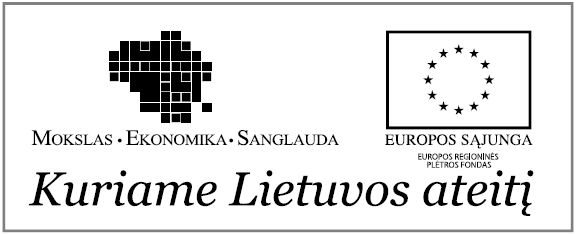 MOKSLAS • EKONOMIKA • SANGLAUDA
EUROPOS SĄJUNGA
EUROPOS REGIONINĖS
PLĖTROS FONDAS
Kuriame Lietuvos ateitį